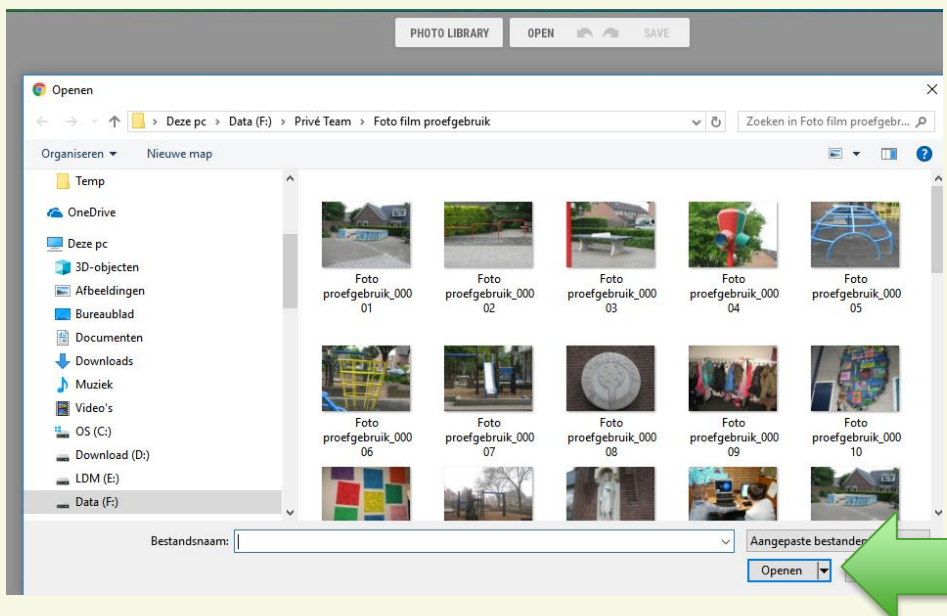 PHOTO LIBRARY OPEN SAVE
Openen
Deze pc > Data (F:) > Privé Team > Foto film proefgebruik
Zoeken in Foto film proefgebr...
Organiseren Nieuwe map
Temp
OneDrive
Deze pc
3D-objecten
Afbeeldingen
Bureaublad
Documenten
Downloads
Muziek
Video's
OS (C:)
Download (D:)
LDM (E:)
Data (F:)
Foto proefgebruik_000 01
Foto proefgebruik_000 02
Foto proefgebruik_000 03
Foto proefgebruik_000 04
Foto proefgebruik_000 05
Foto proefgebruik_000 06
Foto proefgebruik_000 07
Foto proefgebruik_000 08
Foto proefgebruik_000 09
Foto proefgebruik_000 10
Bestandsnaam:
Aangepaste bestanden
Openen